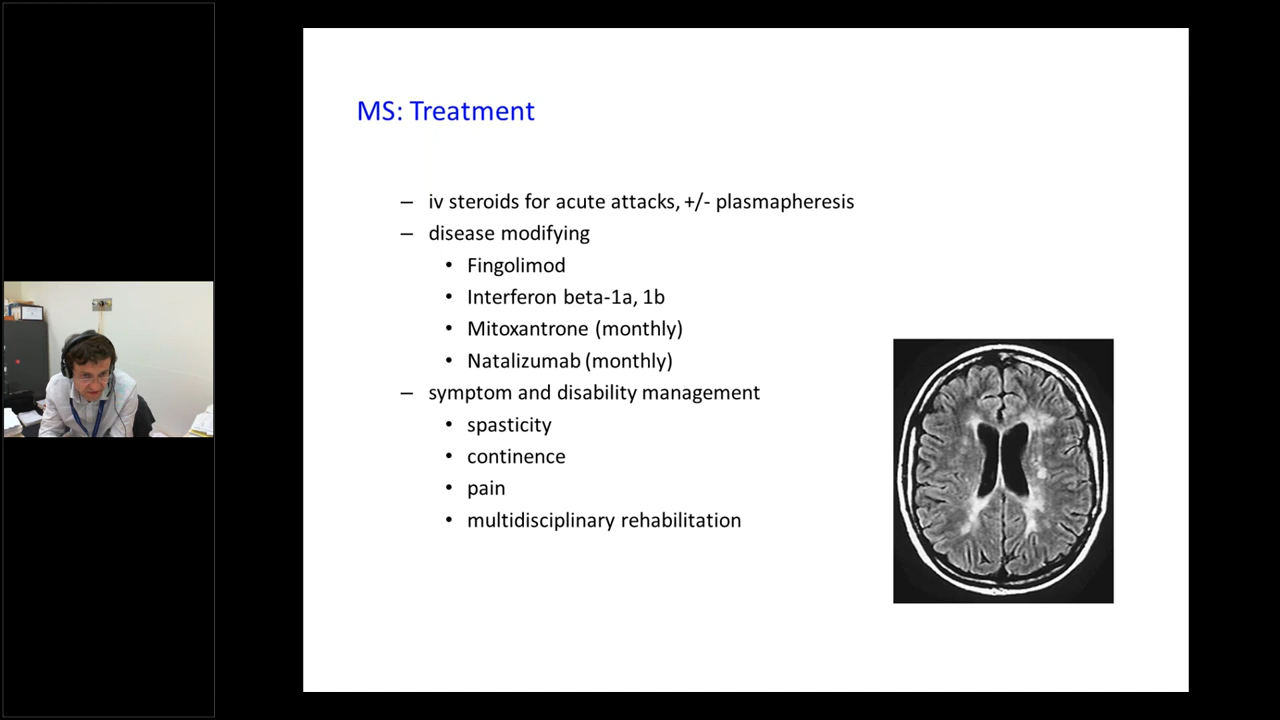 MS: Treatment
– iv steroids for acute attacks, +/- plasmapheresis
– disease modifying
• Fingolimod
• Interferon beta-1a, 1b
• Mitoxantrone (monthly)
• Natalizumab (monthly)
– symptom and disability management
• spasticity
• continence
• pain
• multidisciplinary rehabilitation